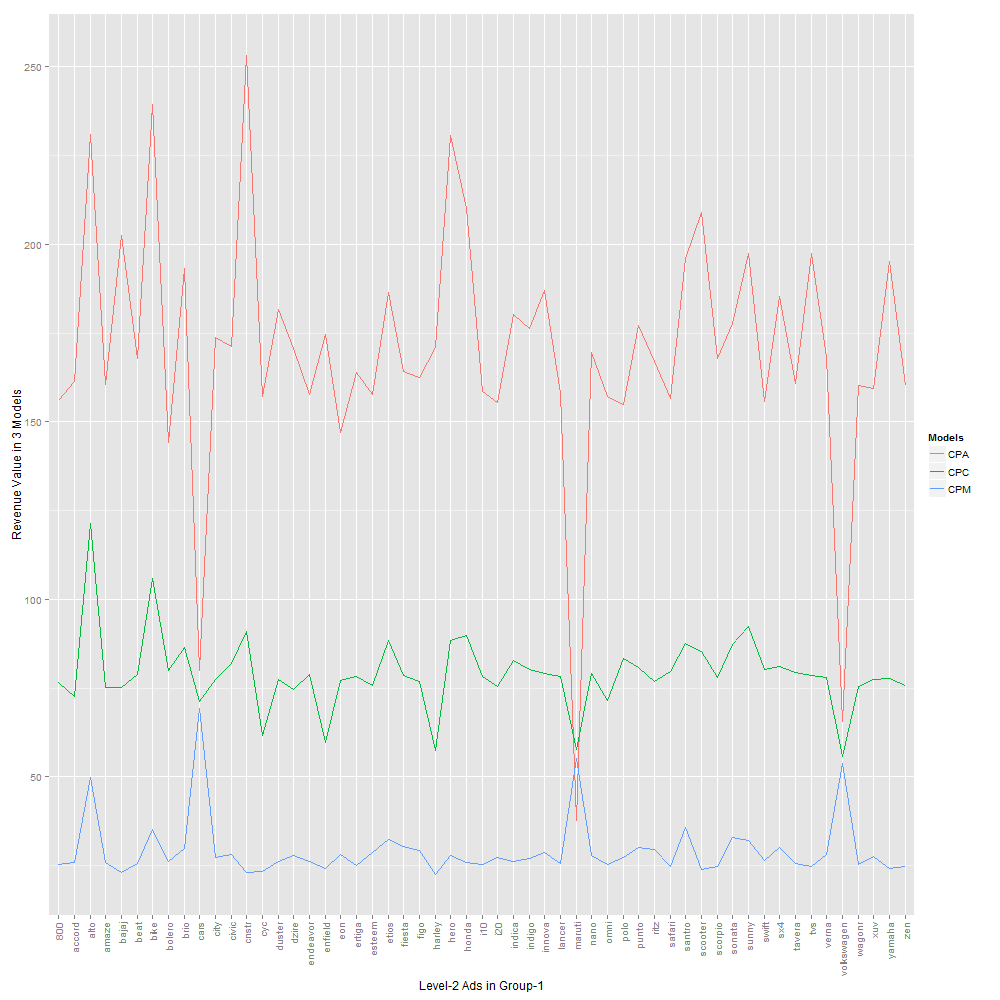 250
200
150
100
50
Revenue Value in 3 Models
800
accord
alto
amaze
bajaj
beat
bike
bolero
brio
cars
city
civic
cnstr
cyc
duster
dzire
endeavor
enfield
eon
ertiga
esteem
etios
fiesta
figo
harley
hero
honda
i10
i20
indica
indigo
innova
lancer
maruti
nano
omni
polo
punto
ritz
safari
santro
scooter
scorpio
sonata
sunny
swift
sx4
tavera
tvs
verna
volkswagen
wagonr
xuv
yamaha
zen
Level-2 Ads in Group-1
Models
CPA
CPC
CPM